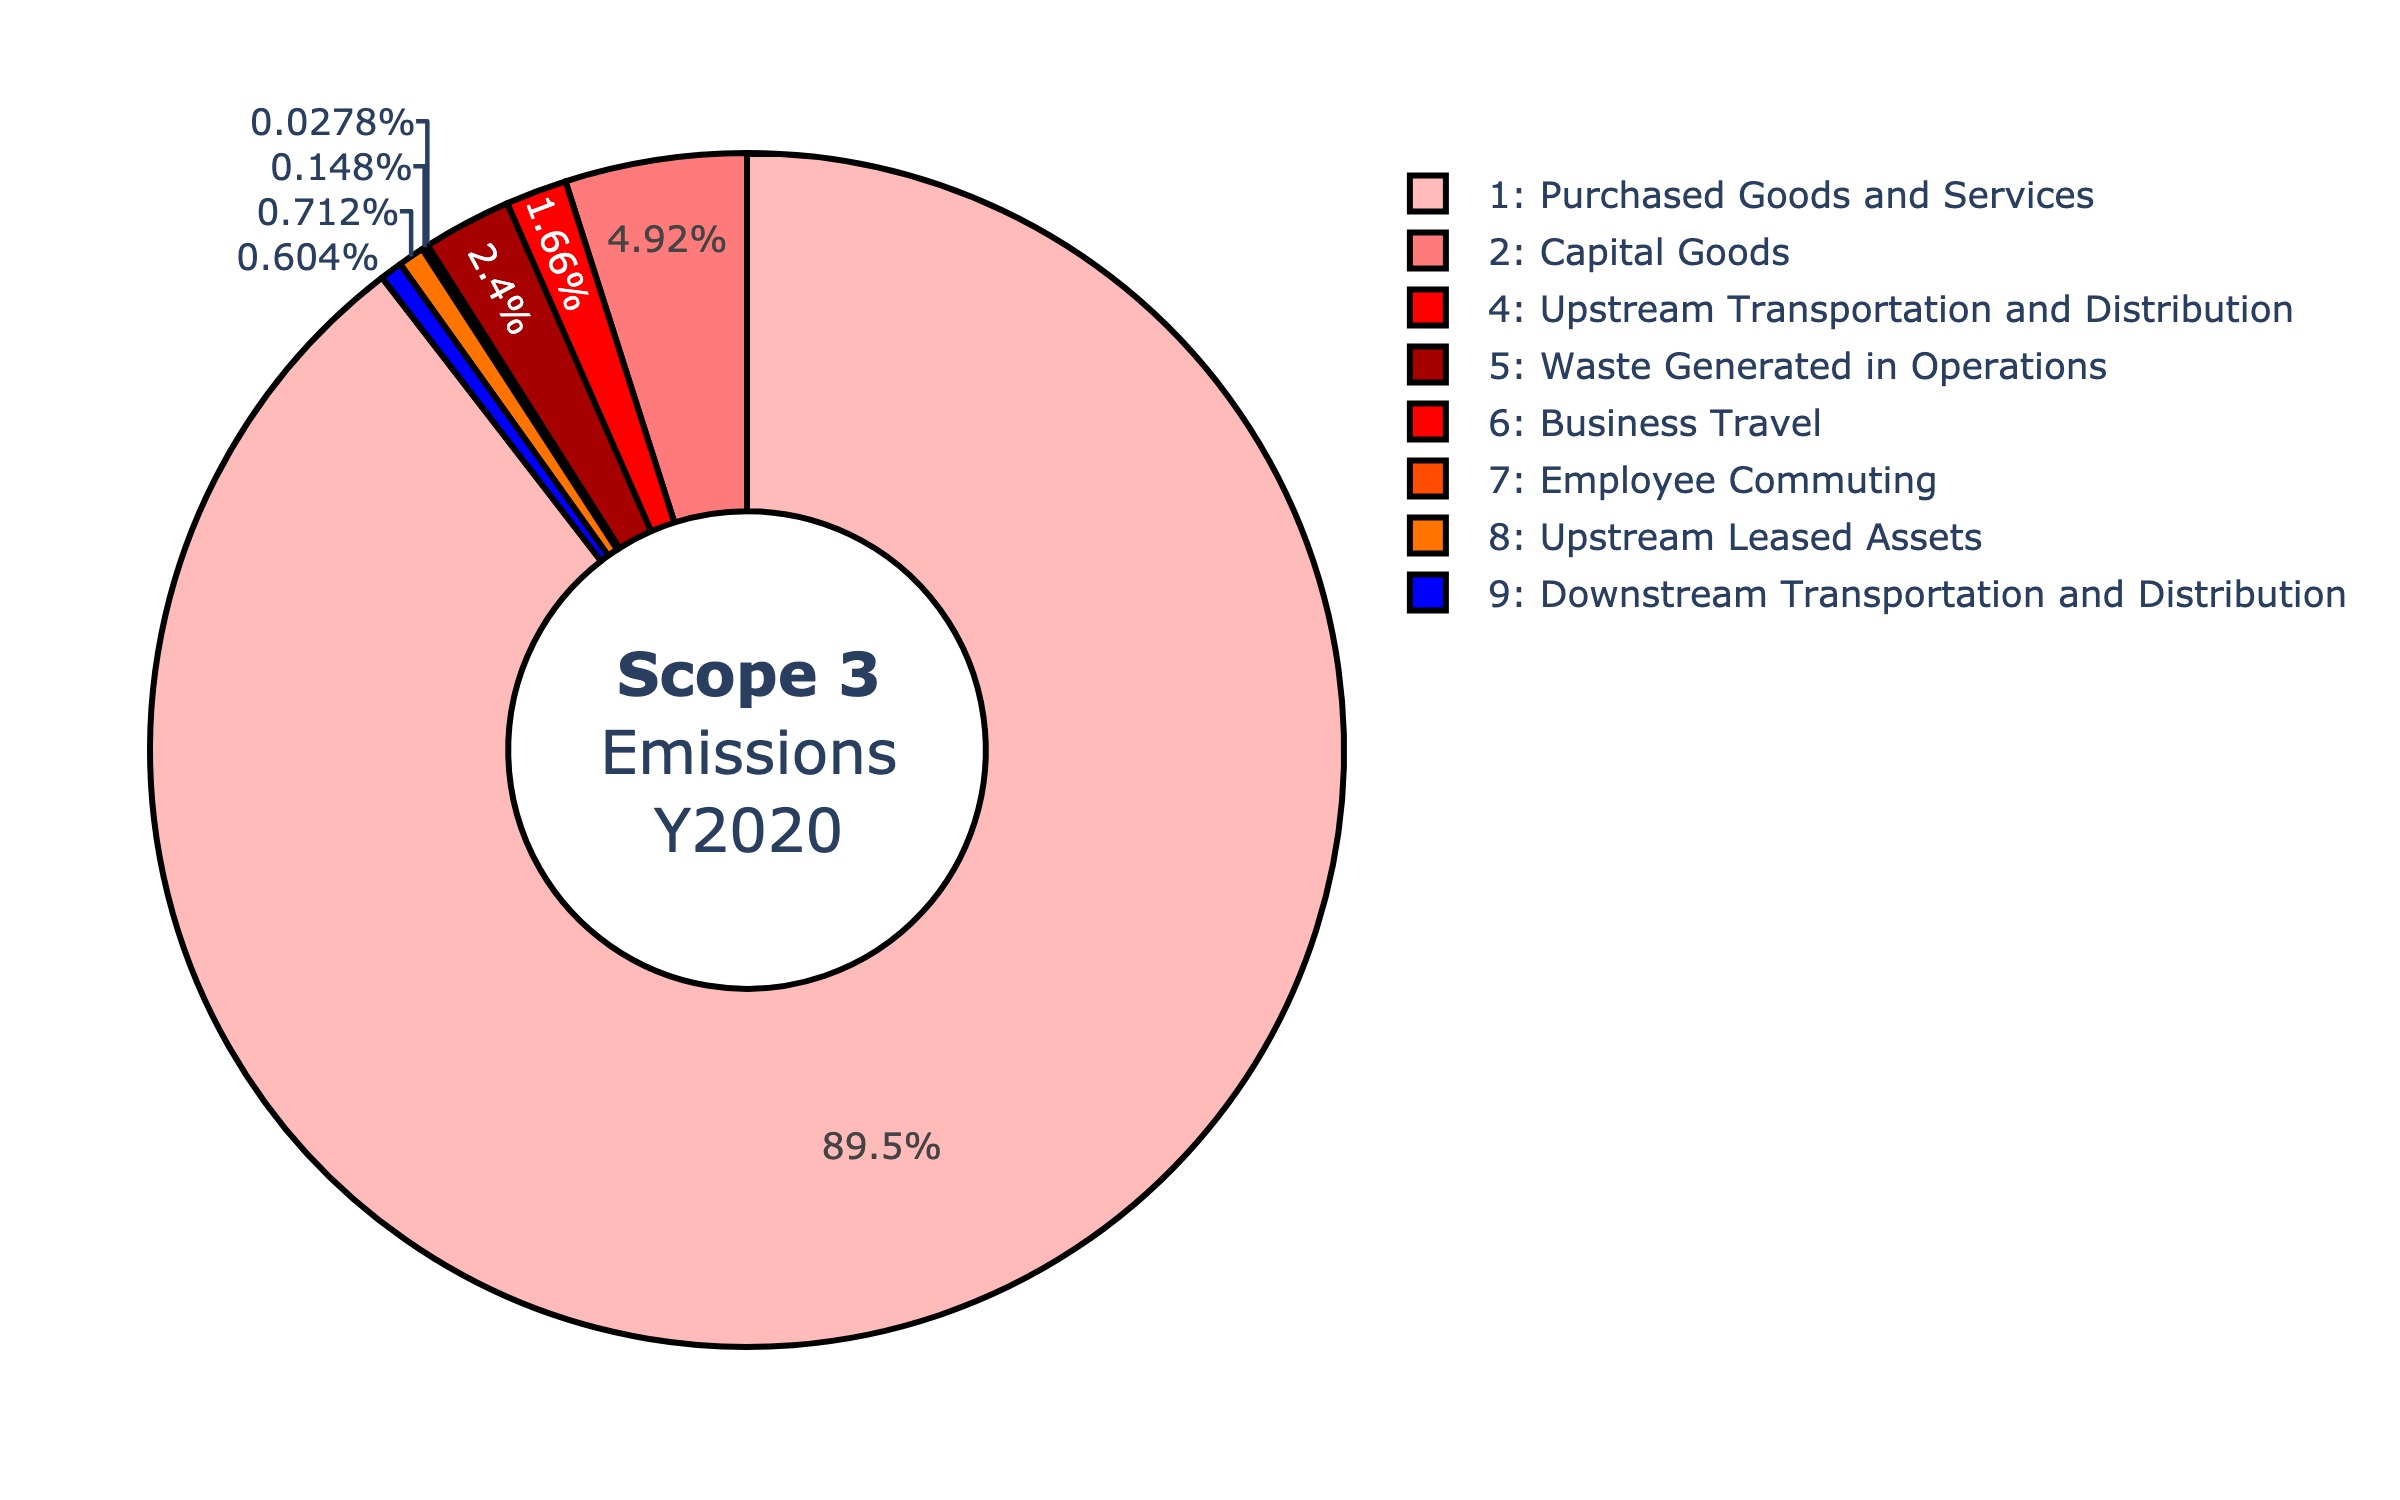 0.0278%
0.148%
0.712%
0.604%
2.4%
1.66%
4.92%
89.5%
Scope 3
Emissions
Y2020
1: Purchased Goods and Services
2: Capital Goods
4: Upstream Transportation and Distribution
5: Waste Generated in Operations
6: Business Travel
7: Employee Commuting
8: Upstream Leased Assets
9: Downstream Transportation and Distribution